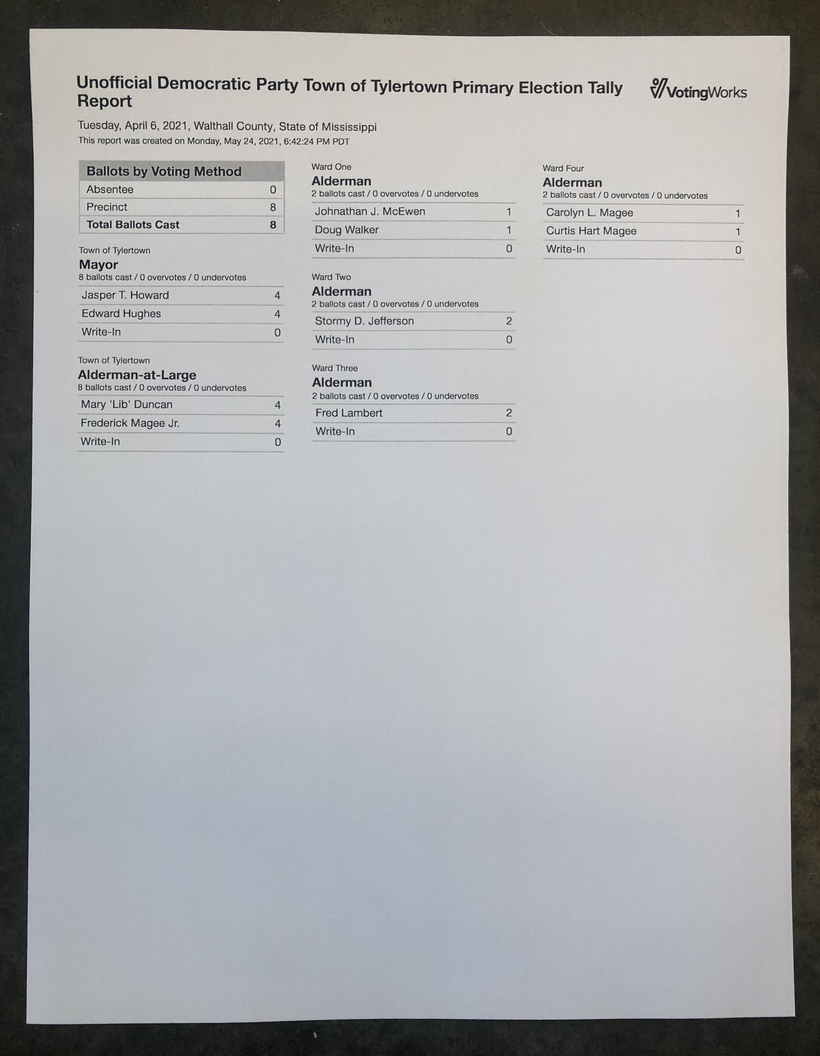 Unofficial Democratic Party Town of Tylertown Primary Election Tally
Report
VotingWorks
Tuesday, April 6, 2021, Walthall County, State of Mississippi
This report was created on Monday, May 24, 2021, 6:42:24 PM PDT
Ballots by Voting Method
Absentee 0
Precinct 8
Total Ballots Cast 8
Town of Tylertown
Mayor
8 ballots cast / 0 overvotes / 0 undervotes
Jasper T. Howard 4
Edward Hughes 4
Write-In 0
Town of Tylertown
Alderman-at-Large
8 ballots cast / 0 overvotes / 0 undervotes
Mary 'Lib' Duncan 4
Frederick Magee Jr. 4
Write-In 0
Ward One
Alderman
2 ballots cast / 0 overvotes / 0 undervotes
Johnathan J. McEwen 1
Doug Walker 1
Write-In 0
Ward Two
Alderman
2 ballots cast / 0 overvotes / 0 undervotes
Stormy D. Jefferson 2
Write-In 0
Ward Three
Alderman
2 ballots cast / 0 overvotes / 0 undervotes
Fred Lambert 2
Write-In 0
Ward Four
Alderman
2 ballots cast / 0 overvotes / 0 undervotes
Carolyn L. Magee 1
Curtis Hart Magee 1
Write-In 0